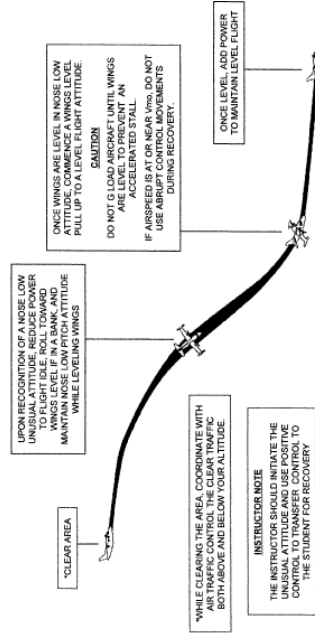 *CLEAR AREA
UPON RECOGNITION OF A NOSE LOW
UNUSUAL ATTITUDE, REDUCE POWER
TO FLIGHT IDLE, ROLL TOWARD
WINGS LEVEL IF IN A BANK, AND
MAINTAIN NOSE LOW PITCH ATTITUDE
WHILE LEVELING WINGS
ONCE WINGS ARE LEVEL IN NOSE LOW
ATTITUDE, COMMENCE A WINGS LEVEL
PULL UP TO A LEVEL FLIGHT ATTITUDE.
CAUTION
DO NOT G LOAD AIRCRAFT UNTIL WINGS
ARE LEVEL TO PREVENT AN
ACCELERATED STALL.
IF AIRSPEED IS AT OR NEAR Vmo, DO NOT
USE ABRUPT CONTROL MOVEMENTS
DURING RECOVERY.
ONCE LEVEL, ADD POWER
TO MAINTAIN LEVEL FLIGHT
*WHILE CLEARING THE AREA, COORDINATE WITH
AIR TRAFFIC CONTROL THE CLEAR TRAFFIC
BOTH ABOVE AND BELOW YOUR ALTITUDE.
INSTRUCTOR NOTE
THE INSTRUCTOR SHOULD INITIATE THE
UNUSUAL ATTITUDE AND USE POSITIVE
CONTROL TO TRANSFER CONTROL TO
THE STUDENT FOR RECOVERY